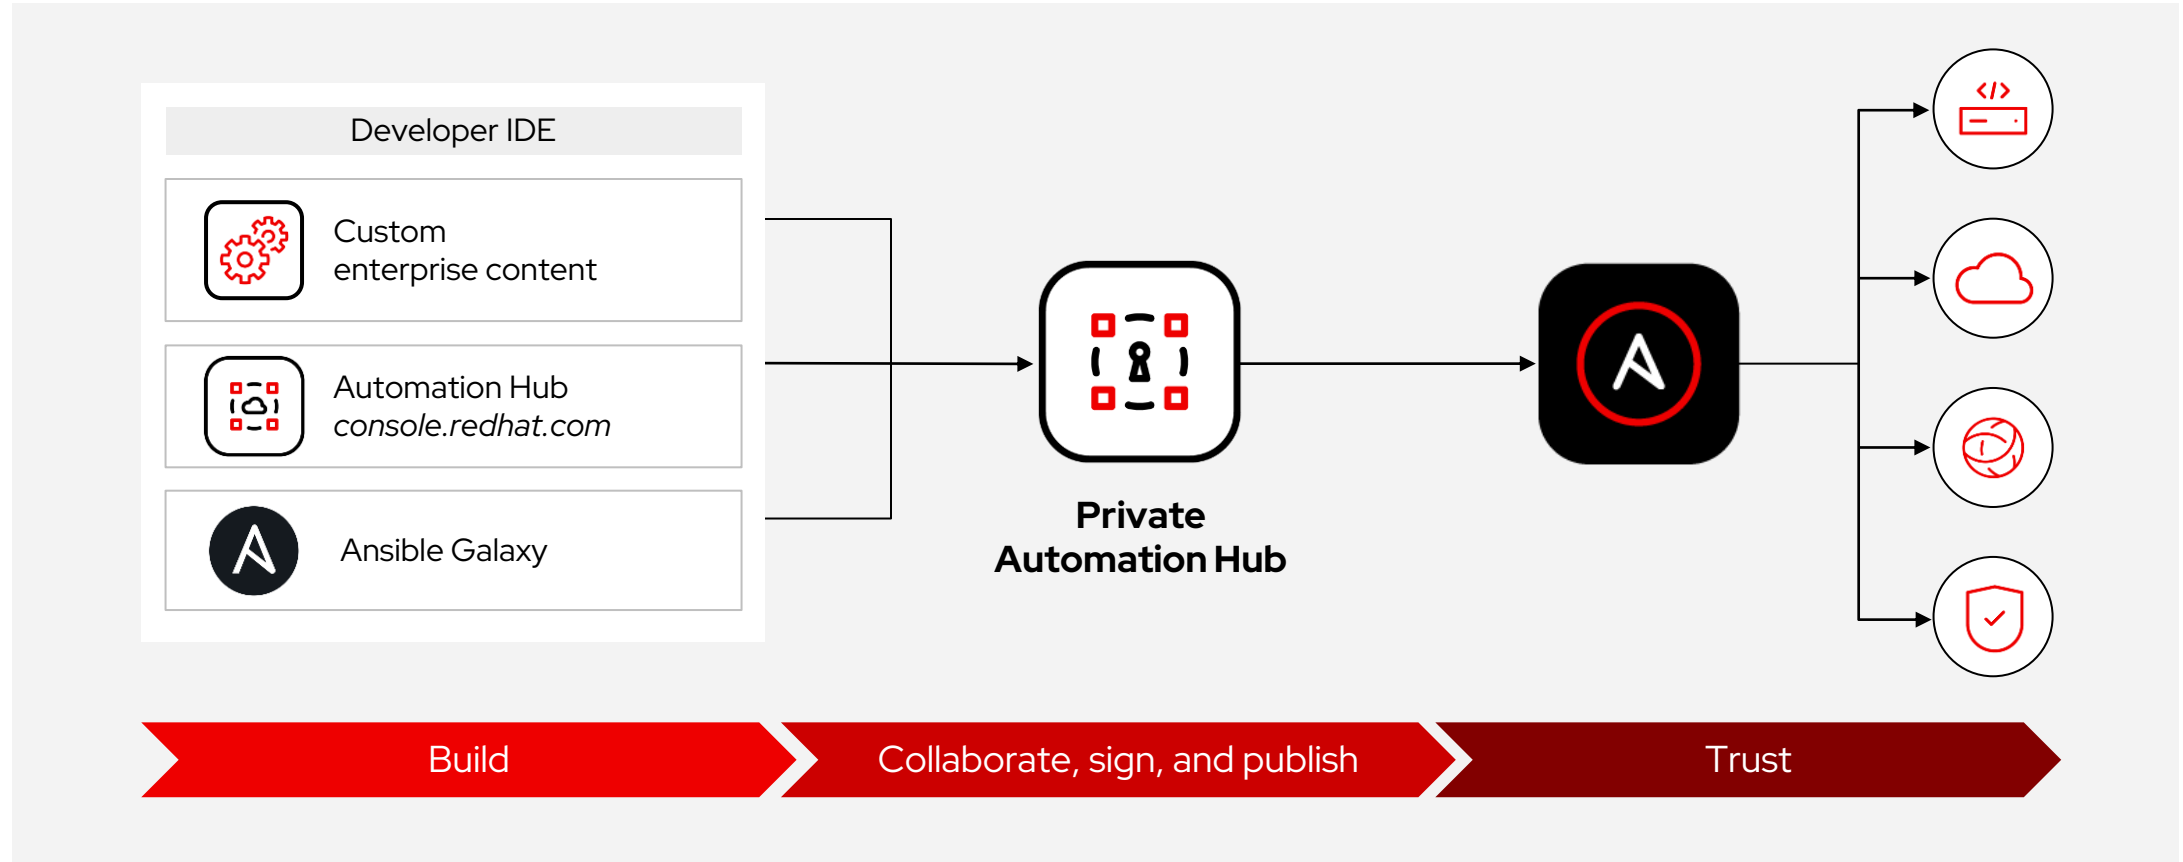 Developer IDE
Custom
enterprise content
Automation Hub
console.redhat.com
Ansible Galaxy
Private
Automation Hub
Build
Collaborate, sign, and publish
Trust